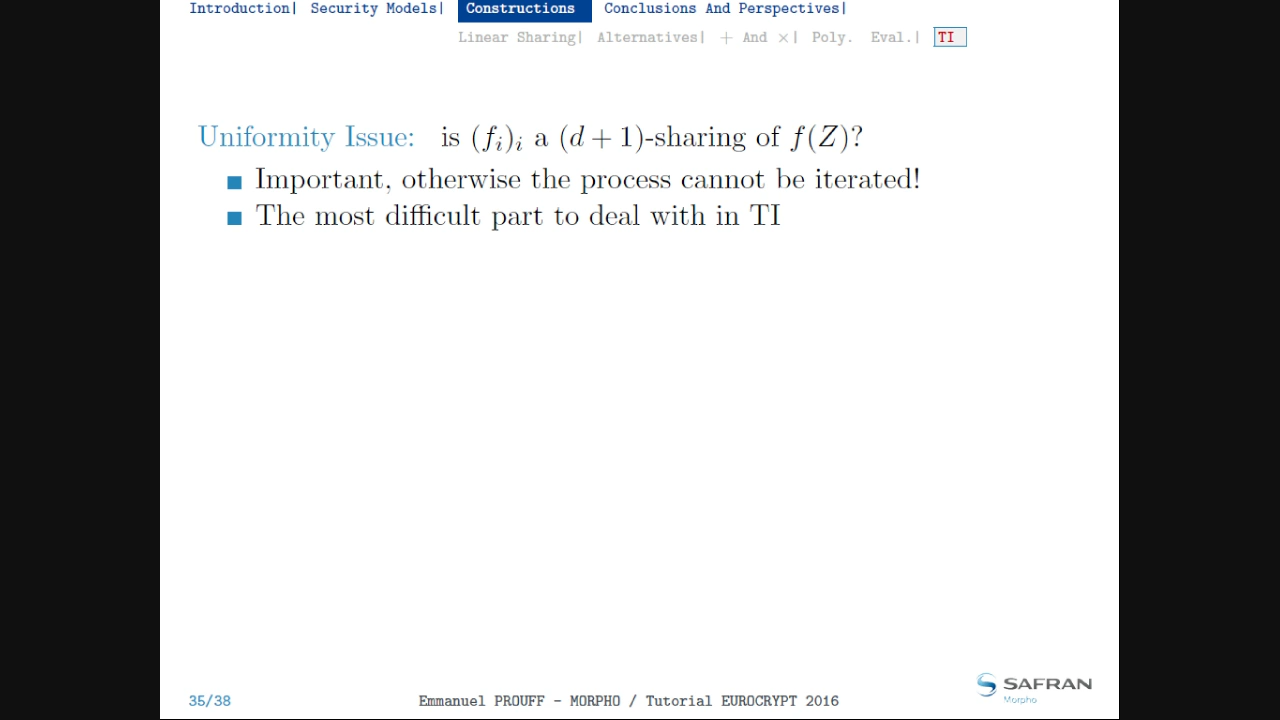 Introduction| Security Models| Constructions Conclusions And Perspectives|
Linear Sharing| Alternatives| + And ×| Poly. Eval.| TI
Uniformity Issue: is (fᵢ)ᵢ a (d + 1)-sharing of f(Z)?
Important, otherwise the process cannot be iterated!
The most difficult part to deal with in TI
35/38 Emmanuel PROUFF - MORPHO / Tutorial EUROCRYPT 2016
SAFRAN
Morpho